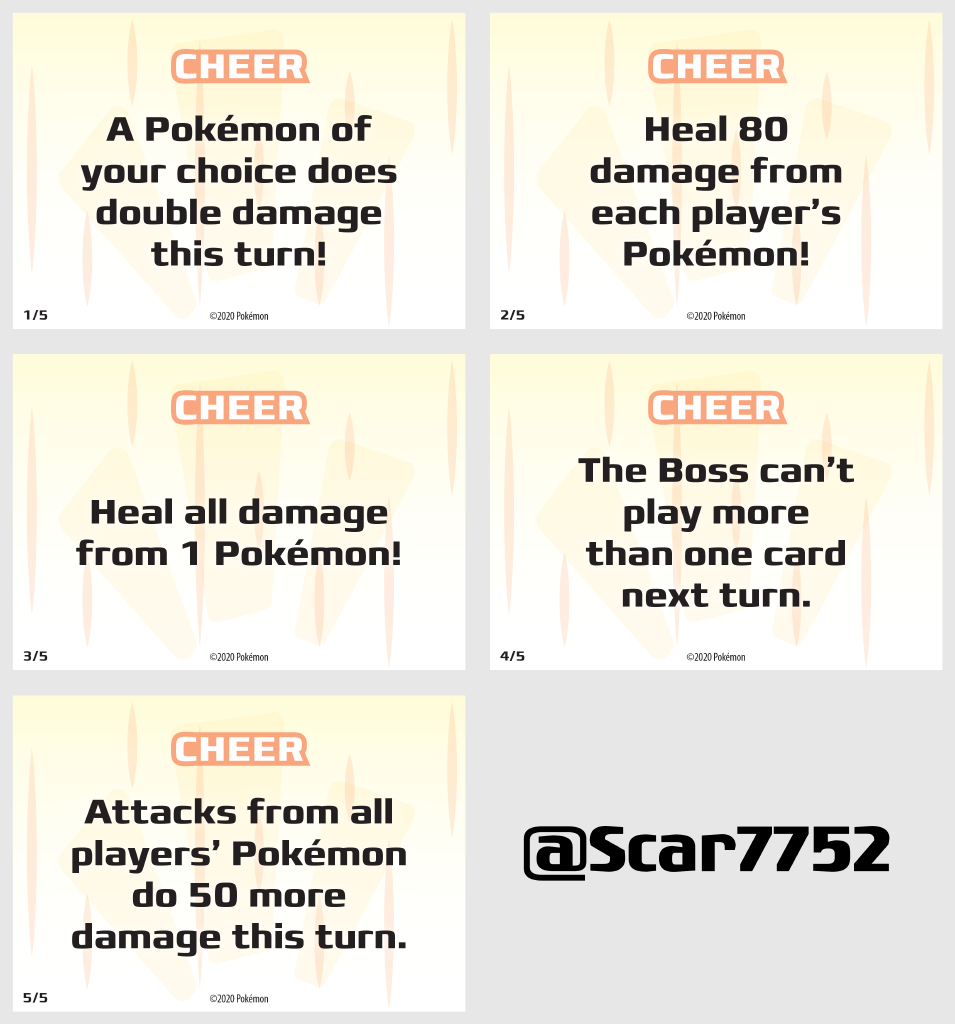 CHEER
A Pokémon of
your choice does
double damage
this turn!
1/5
©2020 Pokémon
CHEER
Heal 80
damage from
each player’s
Pokémon!
2/5
©2020 Pokémon
CHEER
Heal all damage
from 1 Pokémon!
3/5
©2020 Pokémon
CHEER
The Boss can’t
play more
than one card
next turn.
4/5
©2020 Pokémon
CHEER
Attacks from all
players’ Pokémon
do 50 more
damage this turn.
5/5
©2020 Pokémon
@Scar7752